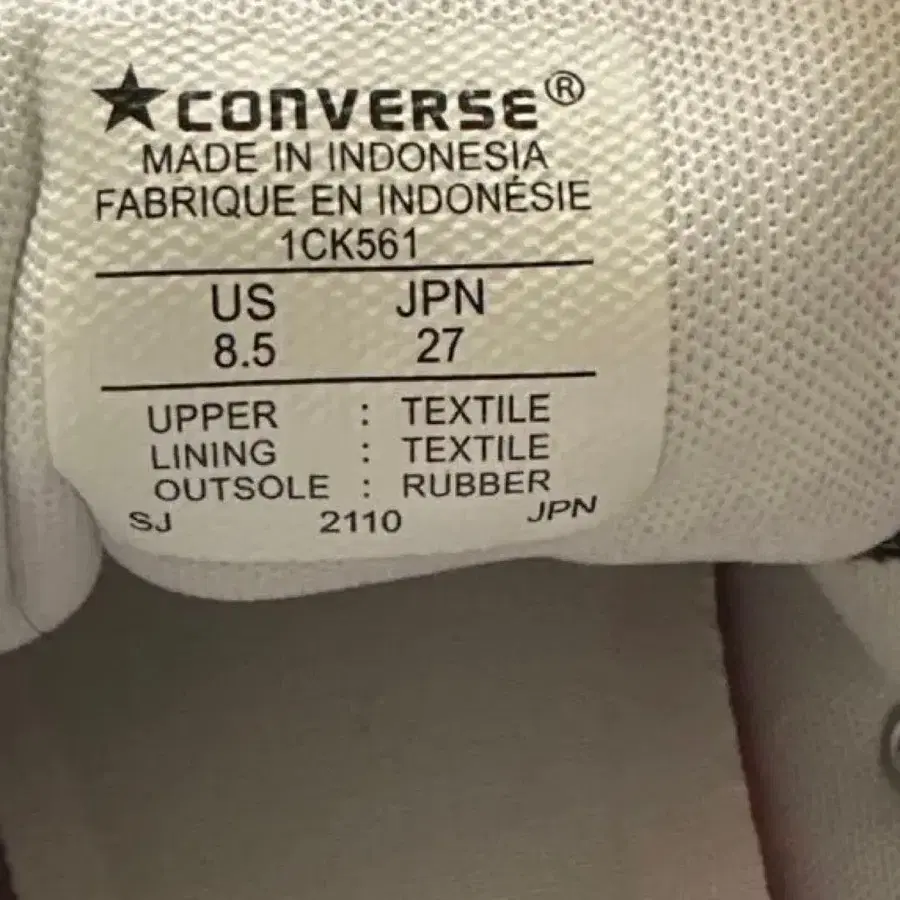 ★CONVERSE®
MADE IN INDONESIA
FABRIQUE EN INDONÉSIE
1CK561
US JPN
8.5 27
UPPER : TEXTILE
LINING : TEXTILE
OUTSOLE : RUBBER
SJ 2110 JPN